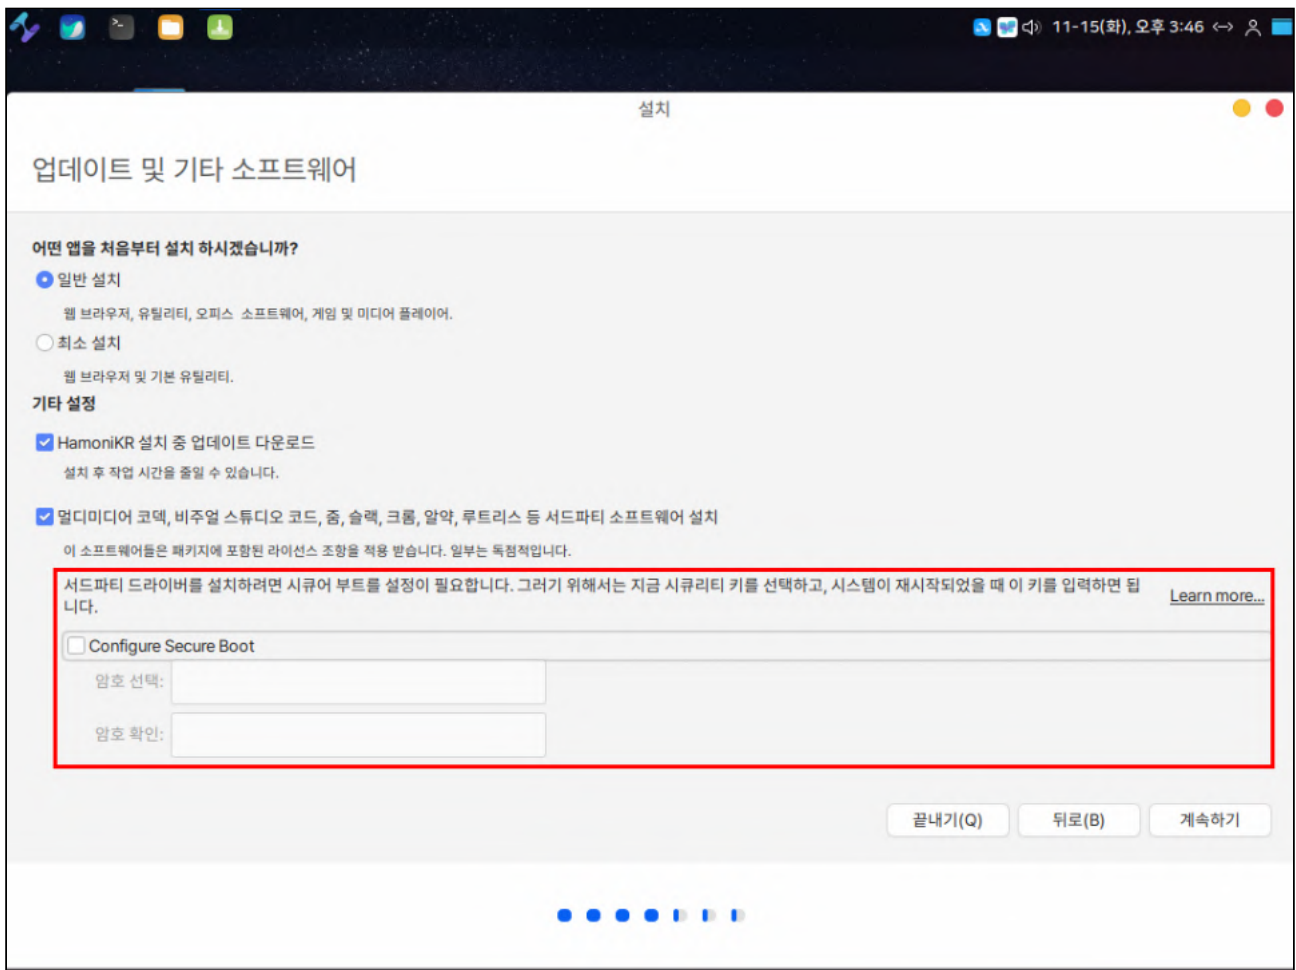 11-15(화), 오후 3:46
설치
업데이트 및 기타 소프트웨어
어떤 앱을 처음부터 설치 하시겠습니까?
일반 설치
웹 브라우저, 유틸리티, 오피스 소프트웨어, 게임 및 미디어 플레이어.
최소 설치
웹 브라우저 및 기본 유틸리티.
기타 설정
HamoniKR 설치 중 업데이트 다운로드
설치 후 작업 시간을 줄일 수 있습니다.
멀디미디어 코덱, 비주얼 스튜디오 코드, 줌, 슬랙, 크롬, 알약, 루트리스 등 서드파티 소프트웨어 설치
이 소프트웨어들은 패키지에 포함된 라이선스 조항을 적용 받습니다. 일부는 독점적입니다.
서드파티 드라이버를 설치하려면 시큐어 부트를 설정이 필요합니다. 그러기 위해서는 지금 시큐리티 키를 선택하고, 시스템이 재시작되었을 때 이 키를 입력하면 됩
니다.
Learn more...
Configure Secure Boot
암호 선택:
암호 확인:
끝내기(Q)
뒤로(B)
계속하기